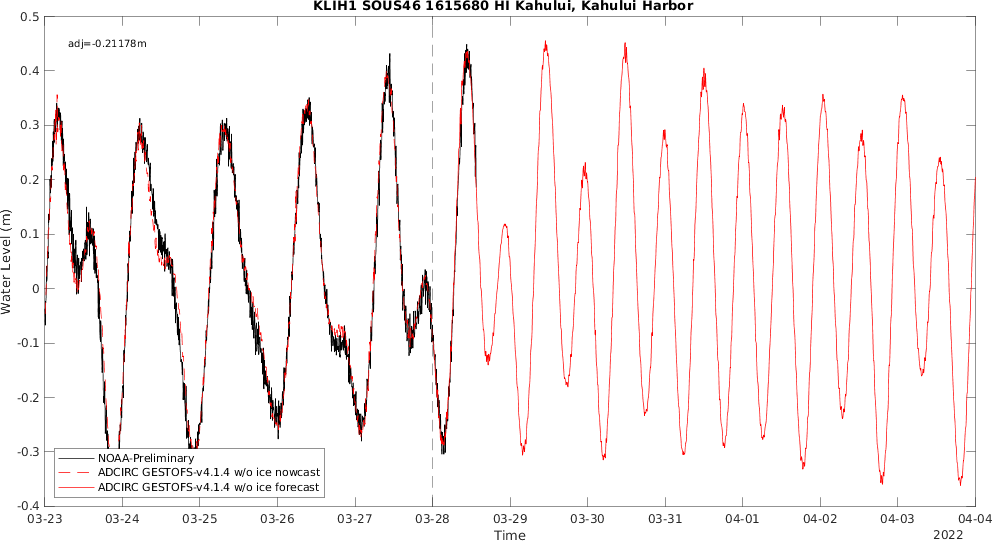 KLIH1 SOUS46 1615680 HI Kahului, Kahului Harbor
adj=-0.21178m
Water Level (m)
0.5
0.4
0.3
0.2
0.1
0
-0.1
-0.2
-0.3
-0.4
NOAA-Preliminary
ADCIRC GESTOFS-v4.1.4 w/o ice nowcast
ADCIRC GESTOFS-v4.1.4 w/o ice forecast
03-23 03-24 03-25 03-26 03-27 03-28 03-29 03-30 03-31 04-01 04-02 04-03 04-04
Time
2022